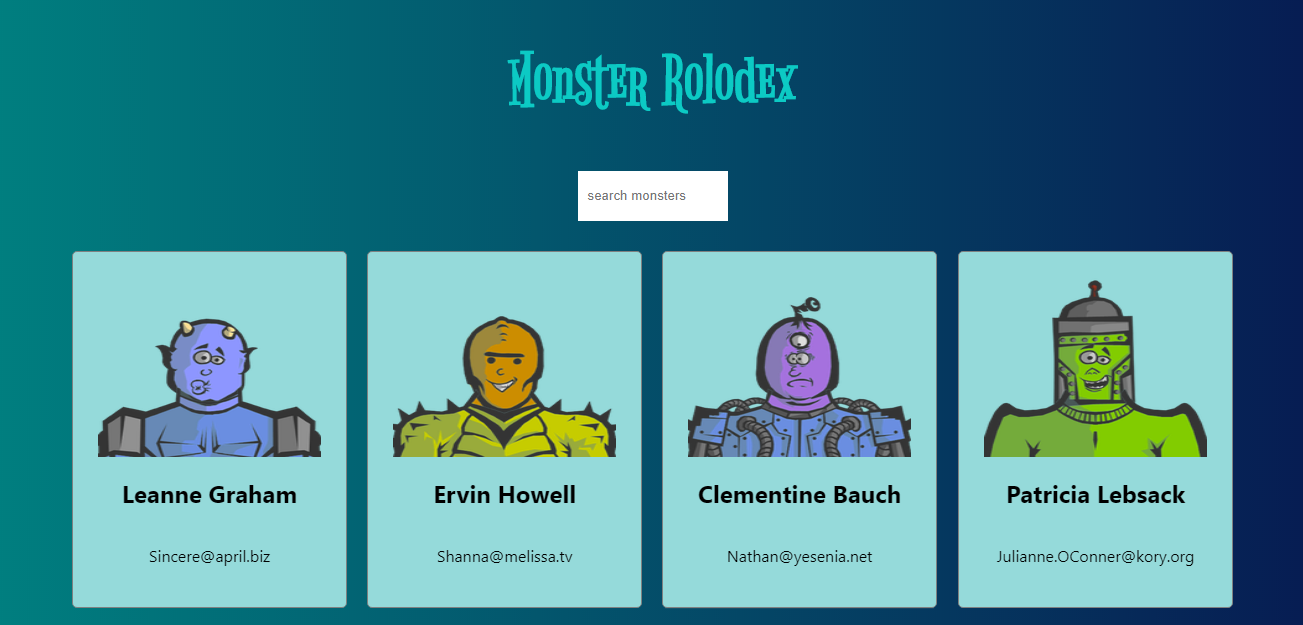 Monster Rolodex
search monsters
Leanne Graham
Ervin Howell
Clementine Bauch
Patricia Lebsack
Sincere@april.biz
Shanna@melissa.tv
Nathan@yesenia.net
Julianne.OConner@kory.org